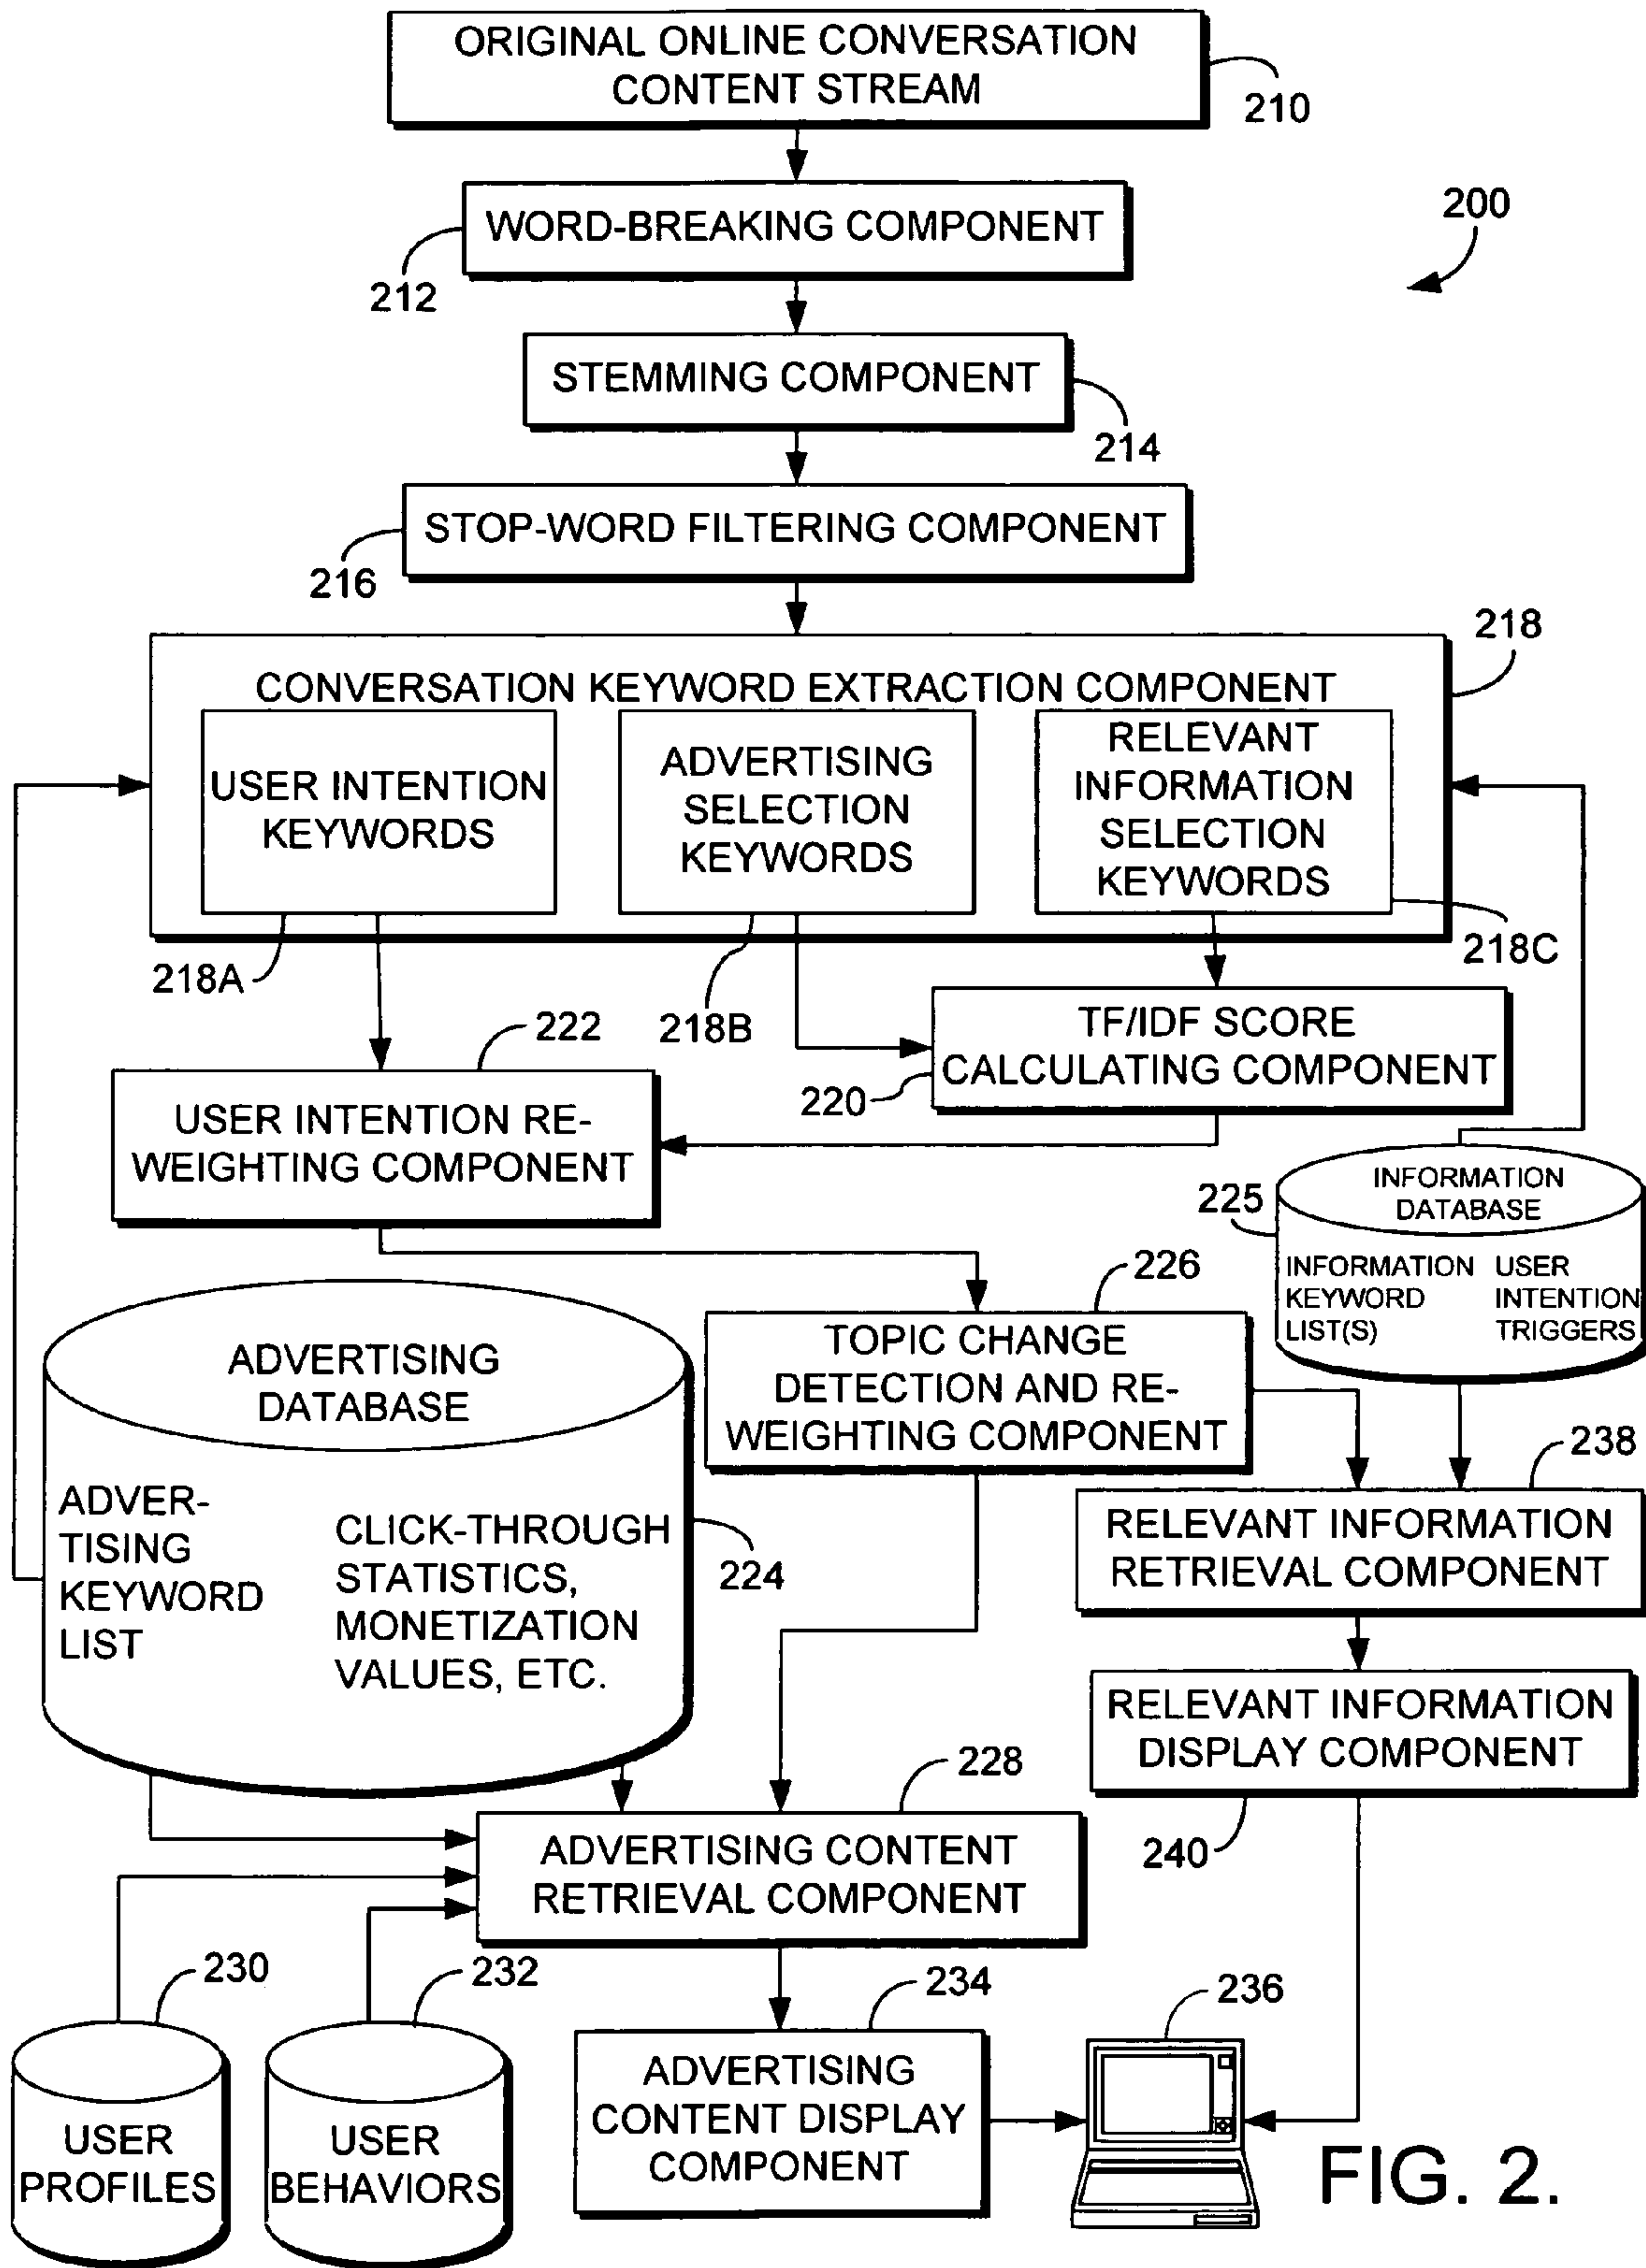 ORIGINAL ONLINE CONVERSATION
CONTENT STREAM
210
WORD-BREAKING COMPONENT
212
200
STEMMING COMPONENT
214
STOP-WORD FILTERING COMPONENT
216
218
CONVERSATION KEYWORD EXTRACTION COMPONENT
USER INTENTION
KEYWORDS
ADVERTISING
SELECTION
KEYWORDS
RELEVANT
INFORMATION
SELECTION
KEYWORDS
218A
218B
218C
TF/IDF SCORE
CALCULATING COMPONENT
220
222
USER INTENTION RE-
WEIGHTING COMPONENT
225
INFORMATION
DATABASE
INFORMATION
KEYWORD
LIST(S)
USER
INTENTION
TRIGGERS
226
TOPIC CHANGE
DETECTION AND RE-
WEIGHTING COMPONENT
ADVERTISING
DATABASE
ADVER-
TISING
KEYWORD
LIST
CLICK-THROUGH
STATISTICS,
MONETIZATION
VALUES, ETC.
224
238
RELEVANT INFORMATION
RETRIEVAL COMPONENT
RELEVANT INFORMATION
DISPLAY COMPONENT
240
228
ADVERTISING CONTENT
RETRIEVAL COMPONENT
230
USER
PROFILES
232
USER
BEHAVIORS
234
ADVERTISING
CONTENT DISPLAY
COMPONENT
236
FIG. 2.